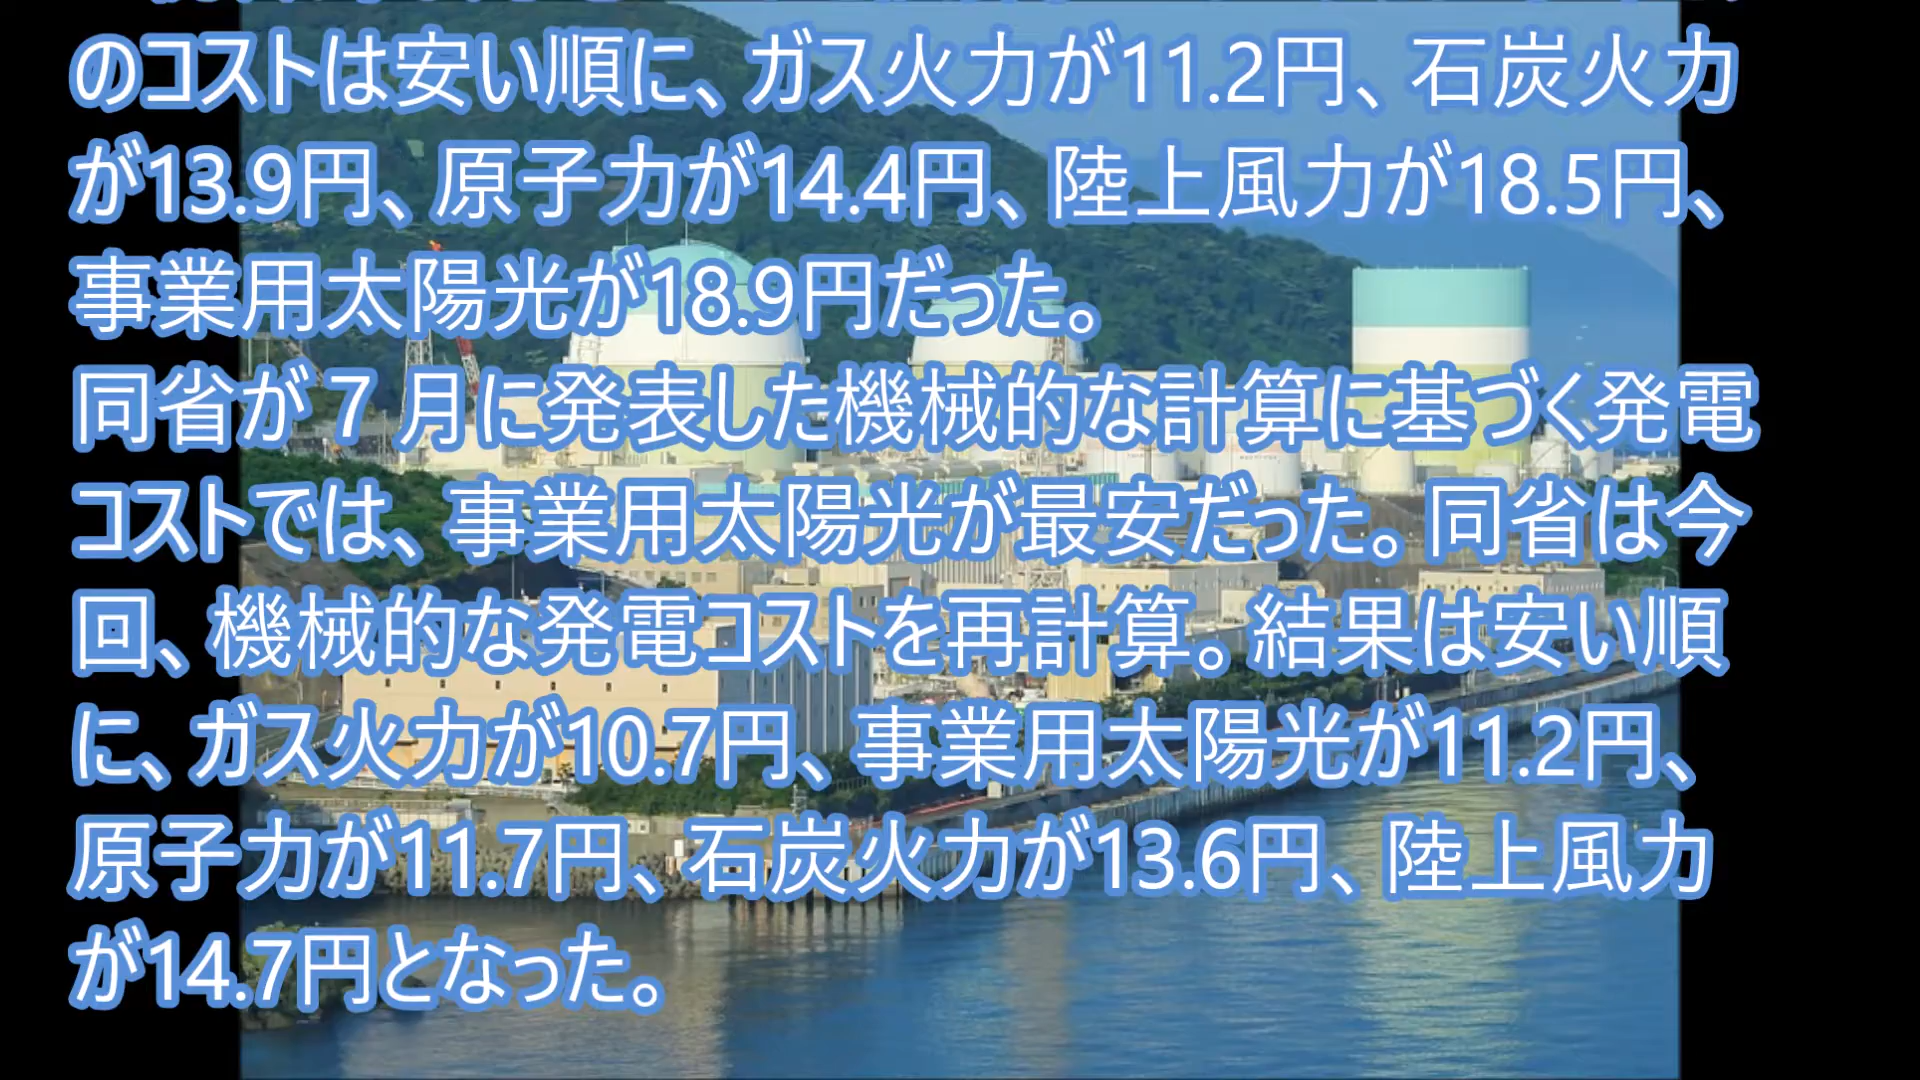 のコストは安い順に、ガス火力が11.2円、石炭火力
が13.9円、原子力が14.4円、陸上風力が18.5円、
事業用太陽光が18.9円だった。
同省が７月に発表した機械的な計算に基づく発電
コストでは、事業用太陽光が最安だった。同省は今
回、機械的な発電コストを再計算。結果は安い順
に、ガス火力が10.7円、事業用太陽光が11.2円、
原子力が11.7円、石炭火力が13.6円、陸上風力
が14.7円となった。